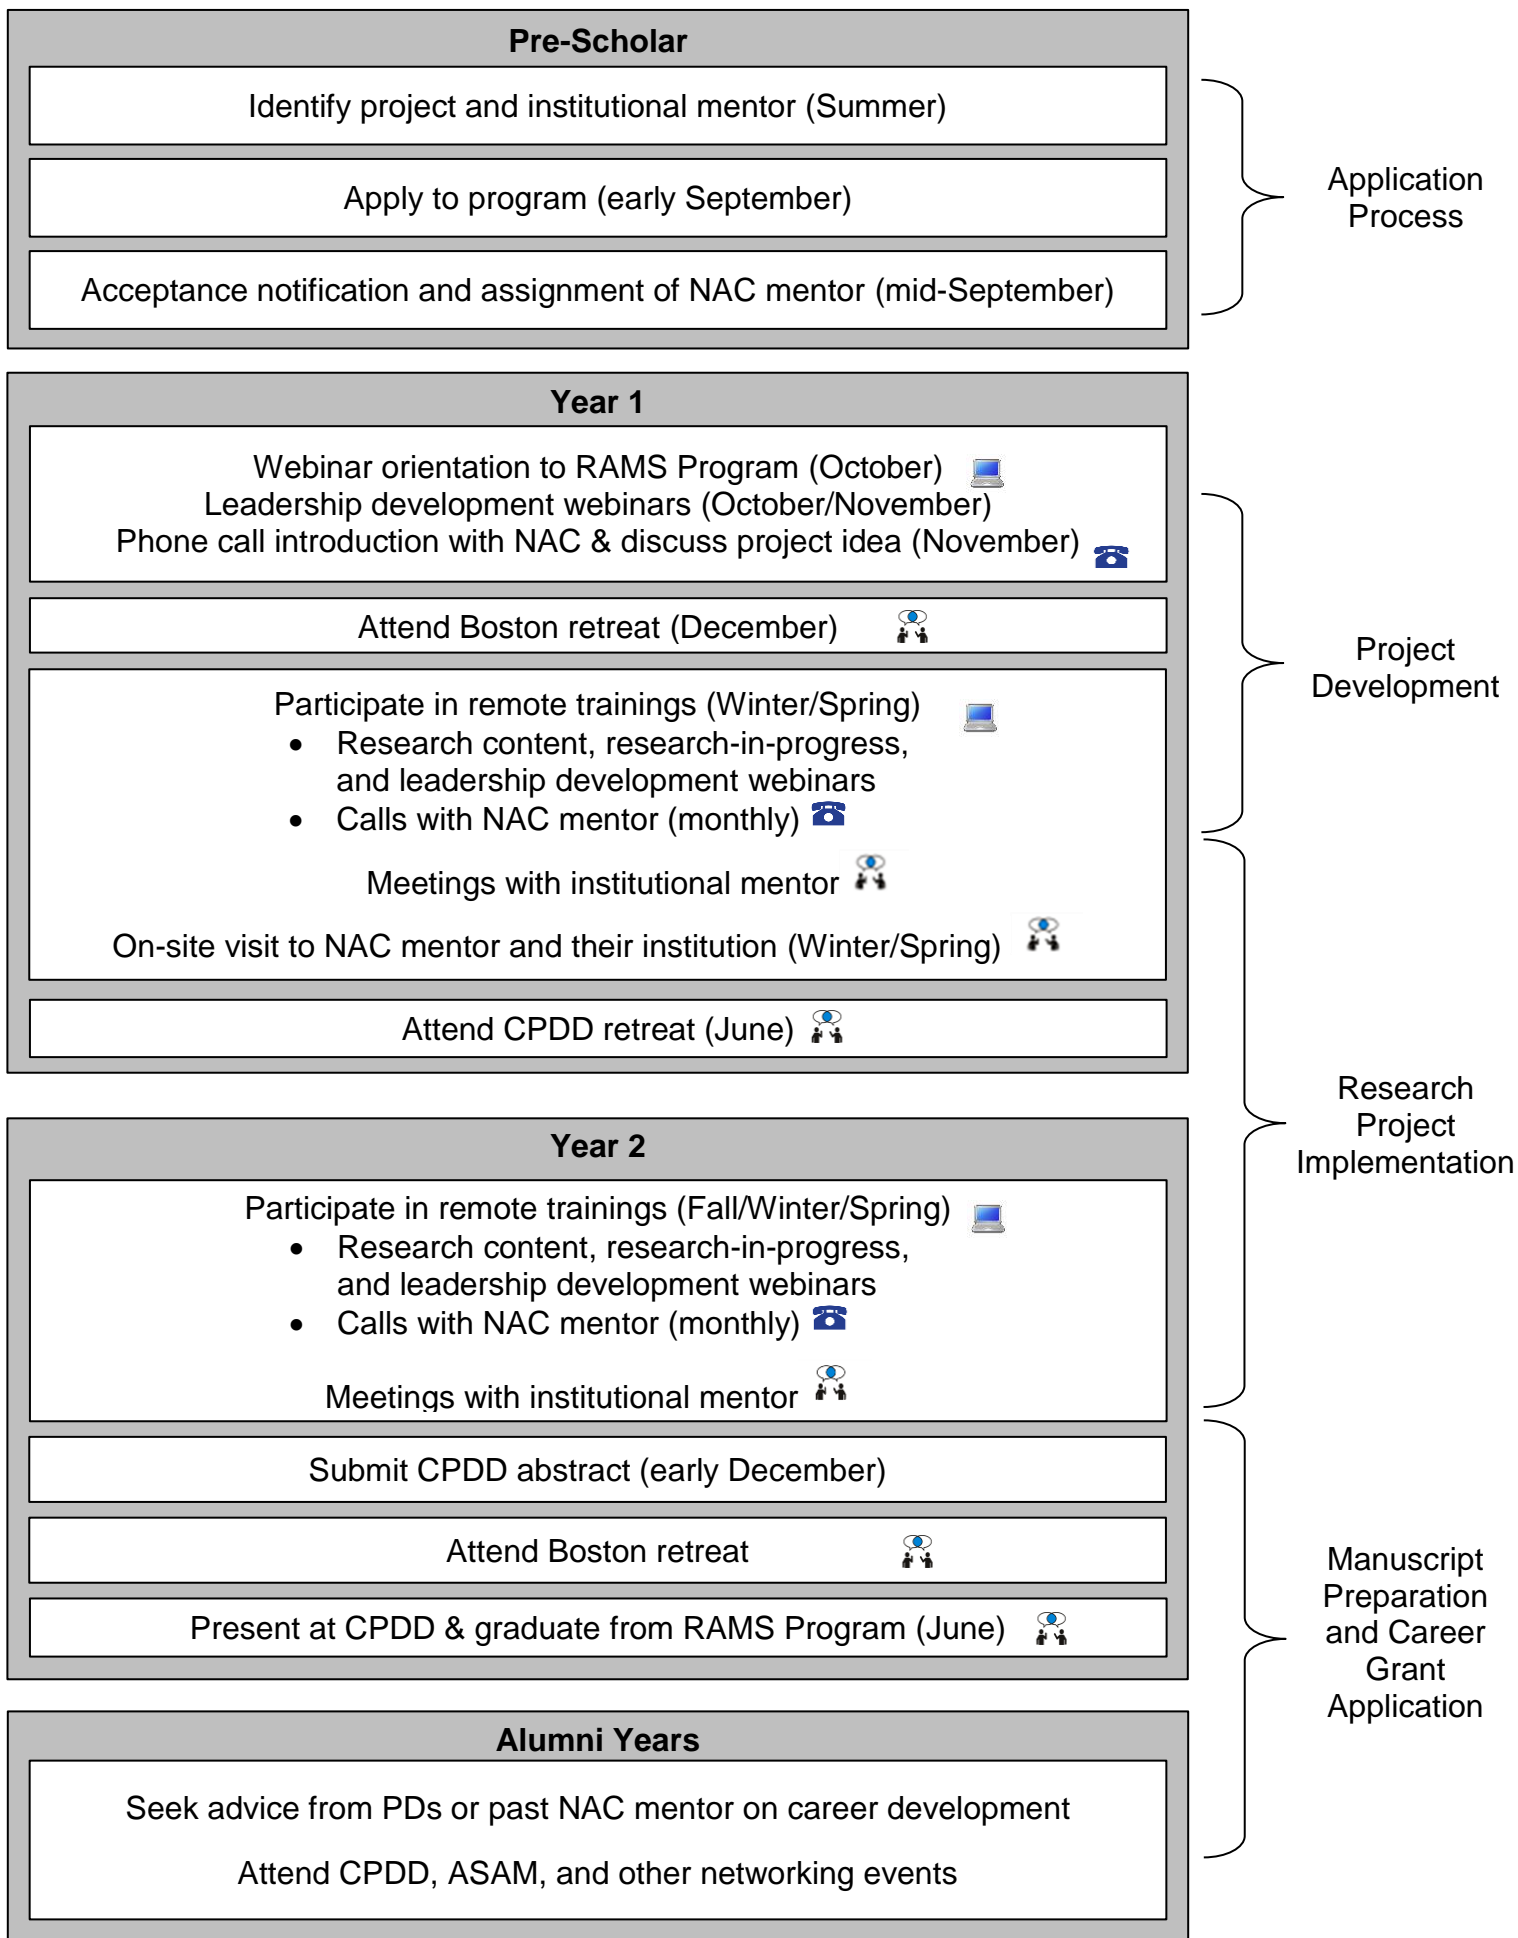 Pre-Scholar
Identify project and institutional mentor (Summer)
Apply to program (early September)
Acceptance notification and assignment of NAC mentor (mid-September)
Application
Process
Year 1
Webinar orientation to RAMS Program (October)
Leadership development webinars (October/November)
Phone call introduction with NAC & discuss project idea (November)
Attend Boston retreat (December)
Participate in remote trainings (Winter/Spring)
• Research content, research-in-progress,
and leadership development webinars
• Calls with NAC mentor (monthly)
Meetings with institutional mentor
On-site visit to NAC mentor and their institution (Winter/Spring)
Attend CPDD retreat (June)
Project
Development
Research
Project
Implementation
Year 2
Participate in remote trainings (Fall/Winter/Spring)
• Research content, research-in-progress,
and leadership development webinars
• Calls with NAC mentor (monthly)
Meetings with institutional mentor
Submit CPDD abstract (early December)
Attend Boston retreat
Present at CPDD & graduate from RAMS Program (June)
Manuscript
Preparation
and Career
Grant
Application
Alumni Years
Seek advice from PDs or past NAC mentor on career development
Attend CPDD, ASAM, and other networking events